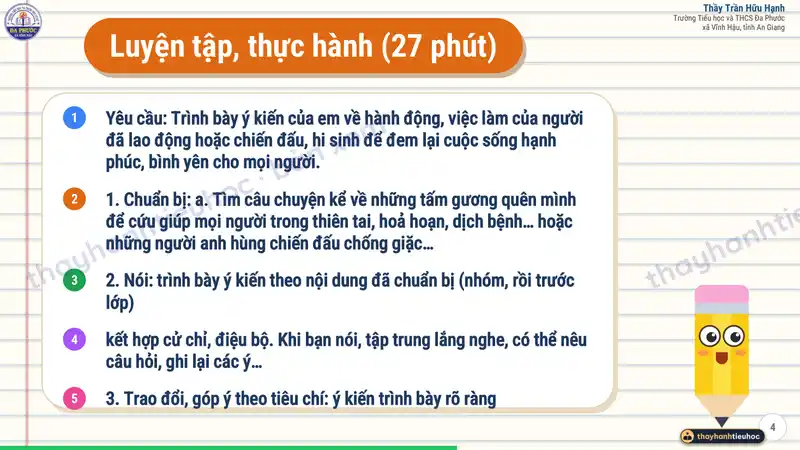 Thầy Trần Hữu Hạnh
Trường Tiểu học và THCS Đa Phước
xã Vĩnh Hậu, tỉnh An Giang
ĐA PHƯỚC
Luyện tập, thực hành (27 phút)
1 Yêu cầu: Trình bày ý kiến của em về hành động, việc làm của người
đã lao động hoặc chiến đấu, hi sinh để đem lại cuộc sống hạnh
phúc, bình yên cho mọi người.
2 1. Chuẩn bị: a. Tìm câu chuyện kể về những tấm gương quên mình
để cứu giúp mọi người trong thiên tai, hoả hoạn, dịch bệnh... hoặc
những người anh hùng chiến đấu chống giặc...
3 2. Nói: trình bày ý kiến theo nội dung đã chuẩn bị (nhóm, rồi trước
lớp)
4 kết hợp cử chỉ, điệu bộ. Khi bạn nói, tập trung lắng nghe, có thể nêu
câu hỏi, ghi lại các ý...
5 3. Trao đổi, góp ý theo tiêu chí: ý kiến trình bày rõ ràng
thayhanhtieuhoc
4